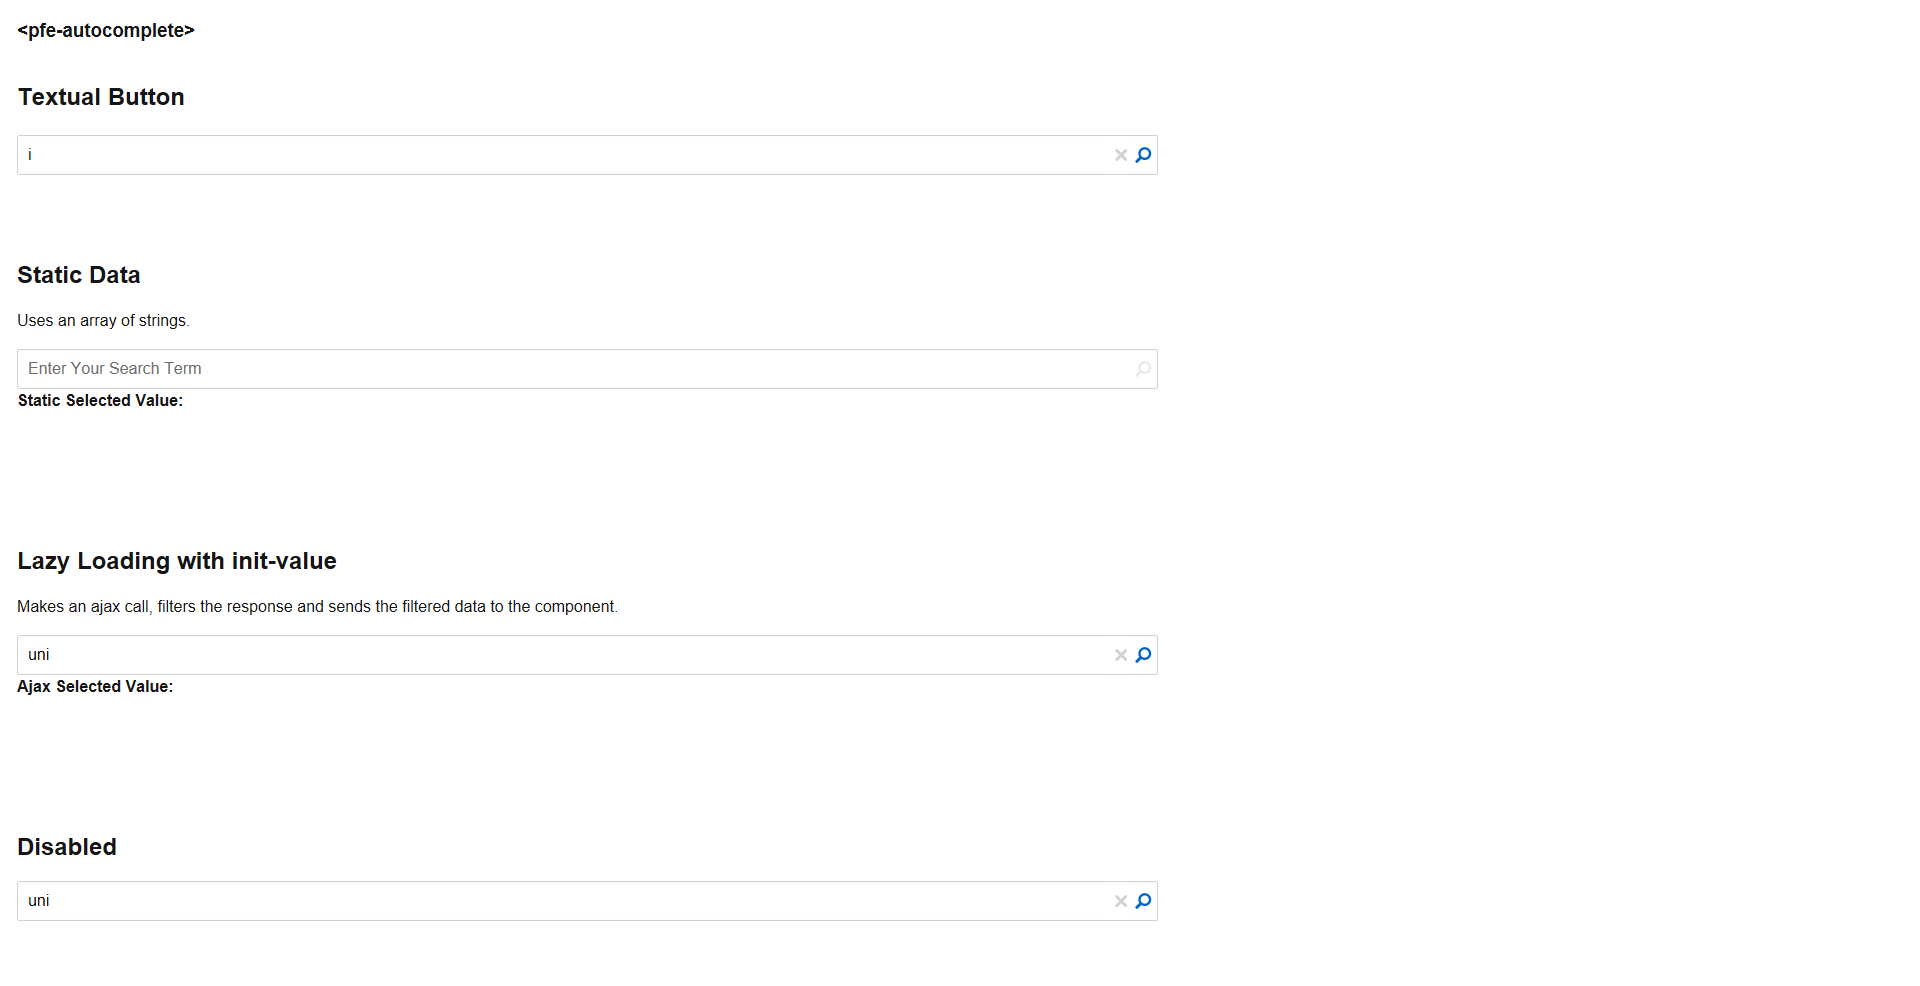 <pfe-autocomplete>
Textual Button
i
Static Data
Uses an array of strings.
Enter Your Search Term
Static Selected Value:
Lazy Loading with init-value
Makes an ajax call, filters the response and sends the filtered data to the component.
uni
Ajax Selected Value:
Disabled
uni